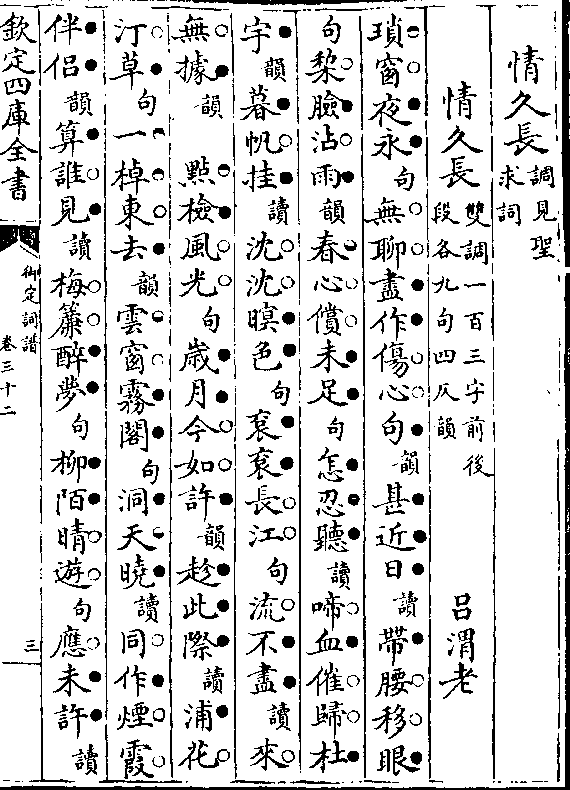 情久長 調見聖求詞
情久長 雙調一百三字前後段各九句四仄韻 吕渭老
瑣窗夜永句無聊盡作傷心句韻甚近日讀帶腰移眼
句棃臉沾雨韻春心償未足句怎忍聽讀啼血催歸杜
宇韻暮帆挂讀沈沈暝色句衮衮長江句流不盡讀來
無據韻 點檢風光句歲月今如許韻趁此際讀浦花
汀草句一棹東去韻雲窗霧閣句洞天曉讀同作煙霞
伴侣韻算誰見讀梅簾醉夢句柳陌晴遊句應未許讀
欽定四庫全書 御定詞譜 卷三十二 三